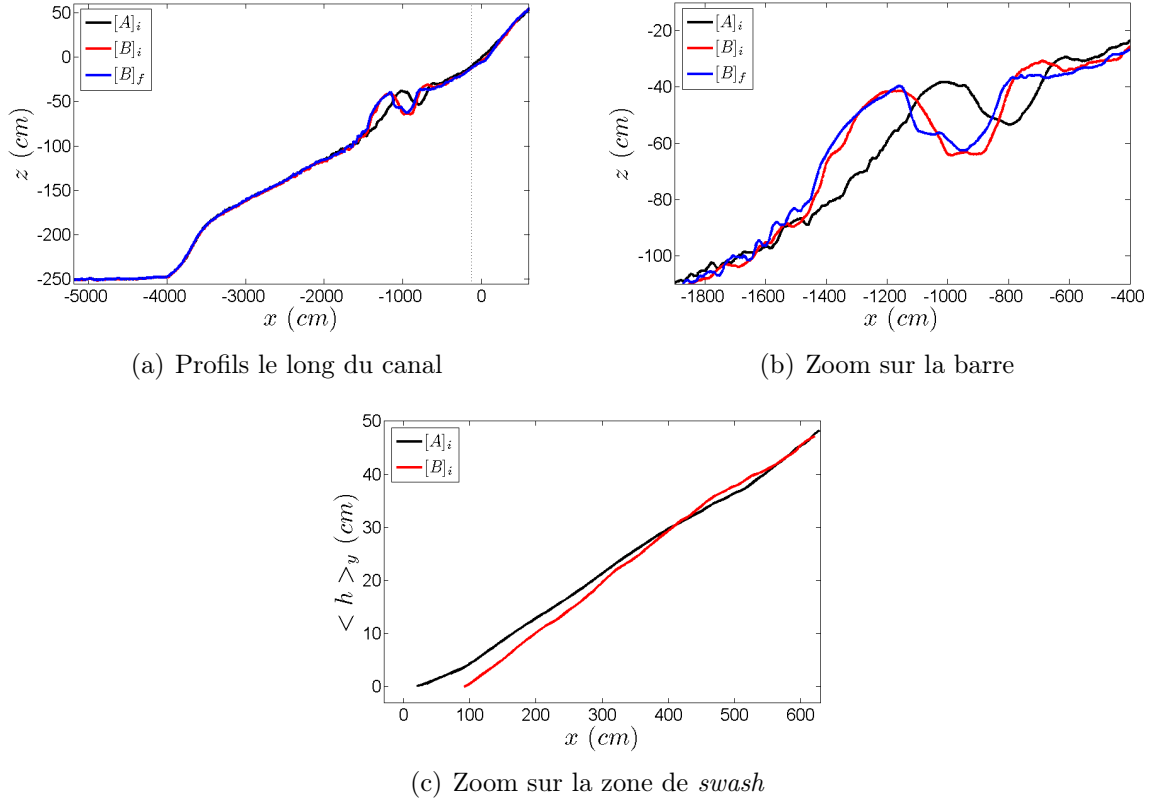 [A]i
[B]i
[B]f
50
0
-50
-100
-150
-200
-250
z (cm)
-5000 -4000 -3000 -2000 -1000 0
x (cm)
(a) Profils le long du canal
[A]i
[B]i
[B]f
-20
-40
-60
-80
-100
z (cm)
-1800 -1600 -1400 -1200 -1000 -800 -600 -400
x (cm)
(b) Zoom sur la barre
[A]i
[B]i
50
40
30
20
10
0
< h >y (cm)
0 100 200 300 400 500 600
x (cm)
(c) Zoom sur la zone de swash